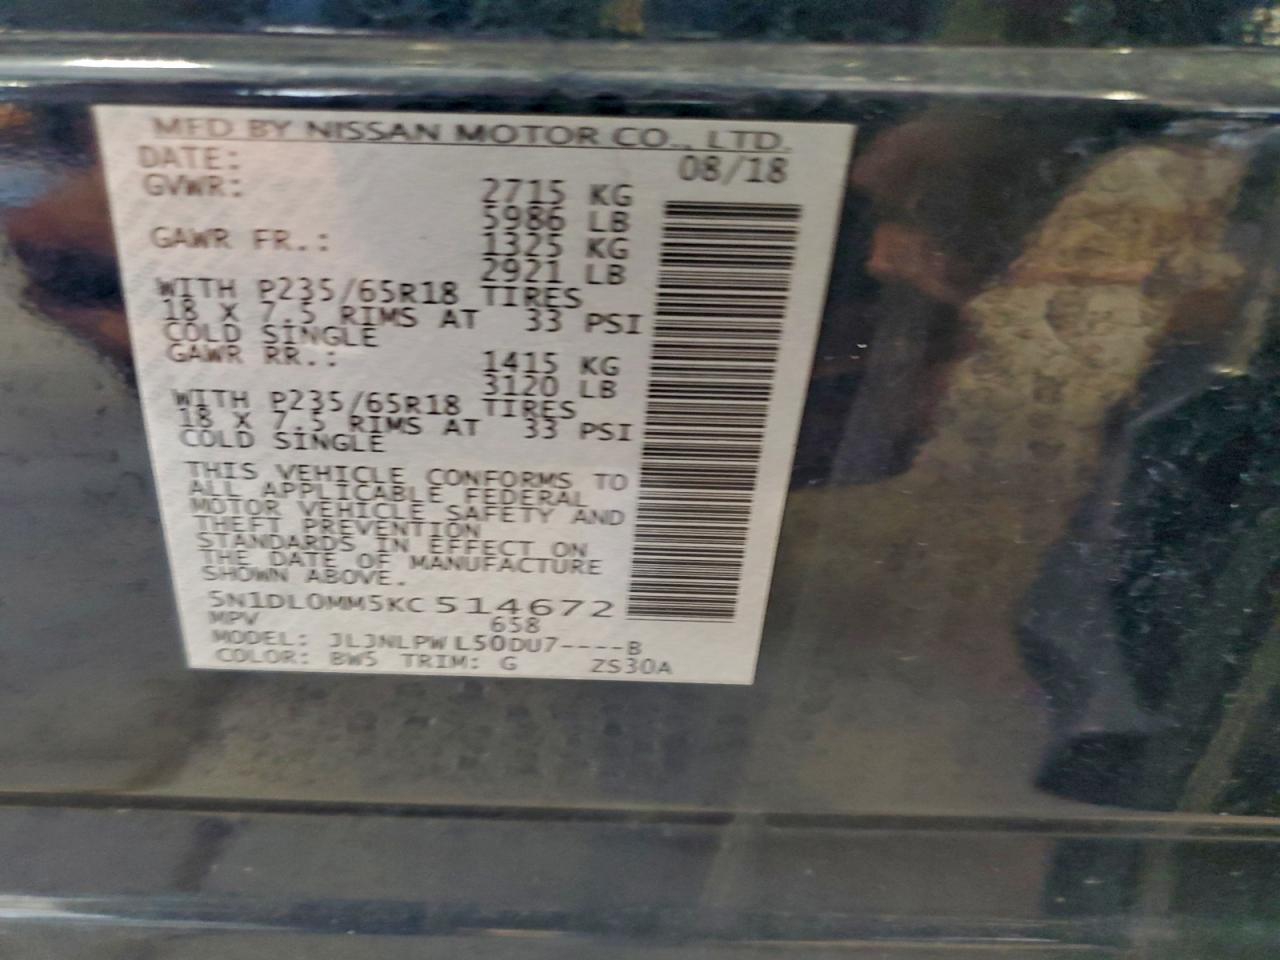 MFD BY NISSAN MOTOR CO., LTD.
DATE: 08/18
GVWR: 2715 KG
5986 LB
GAWR FR.: 1325 KG
2921 LB
WITH P235/65R18 TIRES
18 X 7.5 RIMS AT 33 PSI
COLD SINGLE
GAWR RR.: 1415 KG
3120 LB
WITH P235/65R18 TIRES
18 X 7.5 RIMS AT 33 PSI
COLD SINGLE
THIS VEHICLE CONFORMS TO
ALL APPLICABLE FEDERAL
MOTOR VEHICLE SAFETY AND
THEFT PREVENTION
STANDARDS IN EFFECT ON
THE DATE OF MANUFACTURE
SHOWN ABOVE.
5N1DL0MM5KC514672
MPV 658
MODEL: JLJNLPWL50DU7----B
COLOR: BW5 TRIM: G ZS30A